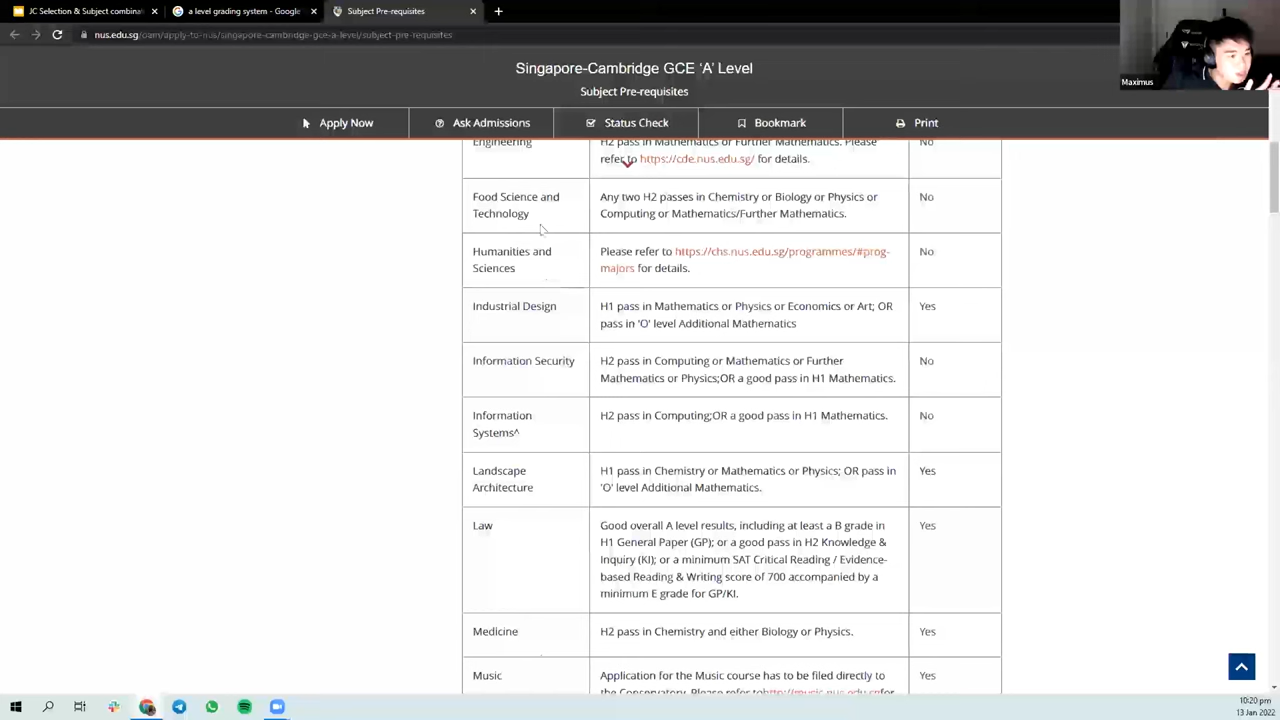 JC Selection & Subject combina
a level grading system - Google
Subject Pre-requisites
nus.edu.sg/oam/apply-to-nus/singapore-cambridge-gce-a-level/subject-pre-requisites
Singapore-Cambridge GCE ‘A’ Level
Subject Pre-requisites
Apply Now
Ask Admissions
Status Check
Bookmark
Print
Maximus
Engineering
H2 pass in Mathematics or Further Mathematics. Please
refer to https://cde.nus.edu.sg/ for details.
No
Food Science and
Technology
Any two H2 passes in Chemistry or Biology or Physics or
Computing or Mathematics/Further Mathematics.
No
Humanities and
Sciences
Please refer to https://chs.nus.edu.sg/programmes/#prog-
majors for details.
No
Industrial Design
H1 pass in Mathematics or Physics or Economics or Art; OR
pass in 'O' level Additional Mathematics
Yes
Information Security
H2 pass in Computing or Mathematics or Further
Mathematics or Physics;OR a good pass in H1 Mathematics.
No
Information
Systems^
H2 pass in Computing;OR a good pass in H1 Mathematics.
No
Landscape
Architecture
H1 pass in Chemistry or Mathematics or Physics; OR pass in
'O' level Additional Mathematics.
Yes
Law
Good overall A level results, including at least a B grade in
H1 General Paper (GP); or a good pass in H2 Knowledge &
Inquiry (KI); or a minimum SAT Critical Reading / Evidence-
based Reading & Writing score of 700 accompanied by a
minimum E grade for GP/KI.
Yes
Medicine
H2 pass in Chemistry and either Biology or Physics.
Yes
Music
Application for the Music course has to be filed directly to
the Conservatory. Please refer tohttp://music.nus.edu.sgfor
Yes
10:20 pm
13 Jan 2022